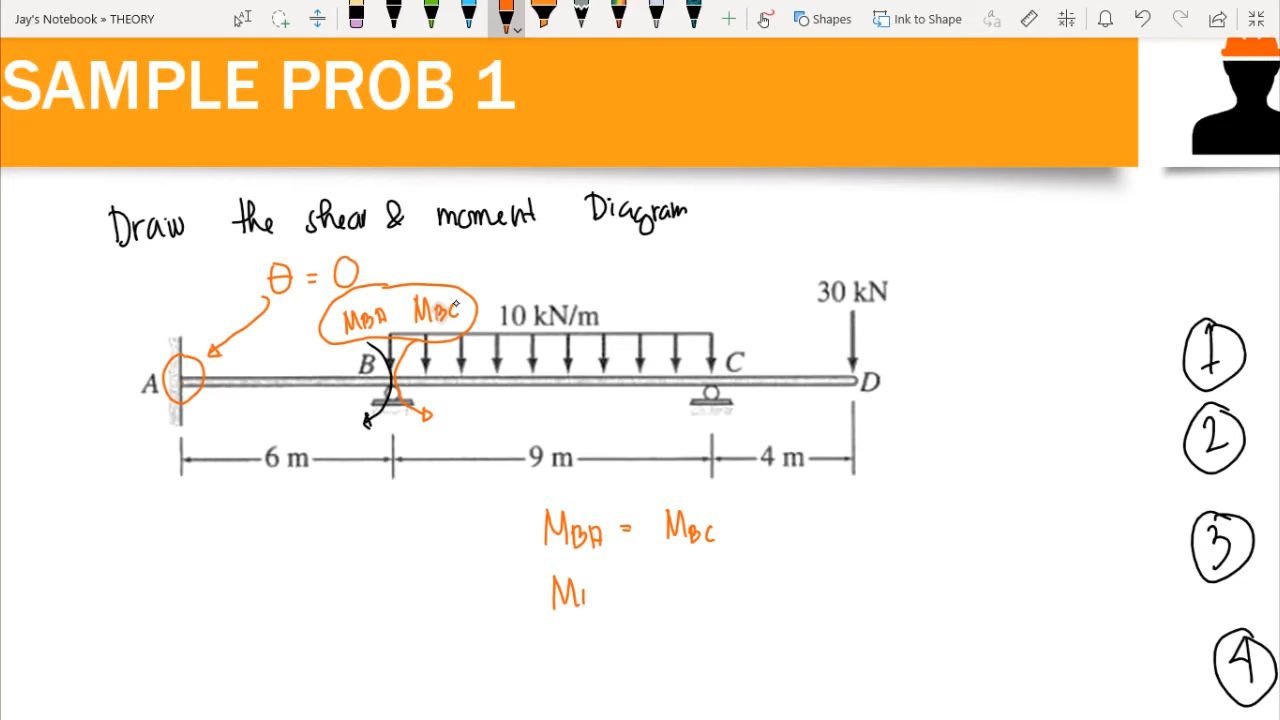 Jay's Notebook » THEORY
Shapes
Ink to Shape
SAMPLE PROB 1
Draw the shear & moment Diagram
θ = 0
MBA MBC
10 kN/m
30 kN
A
B
C
D
6 m
9 m
4 m
MBA = MBC
M
1
2
3
4